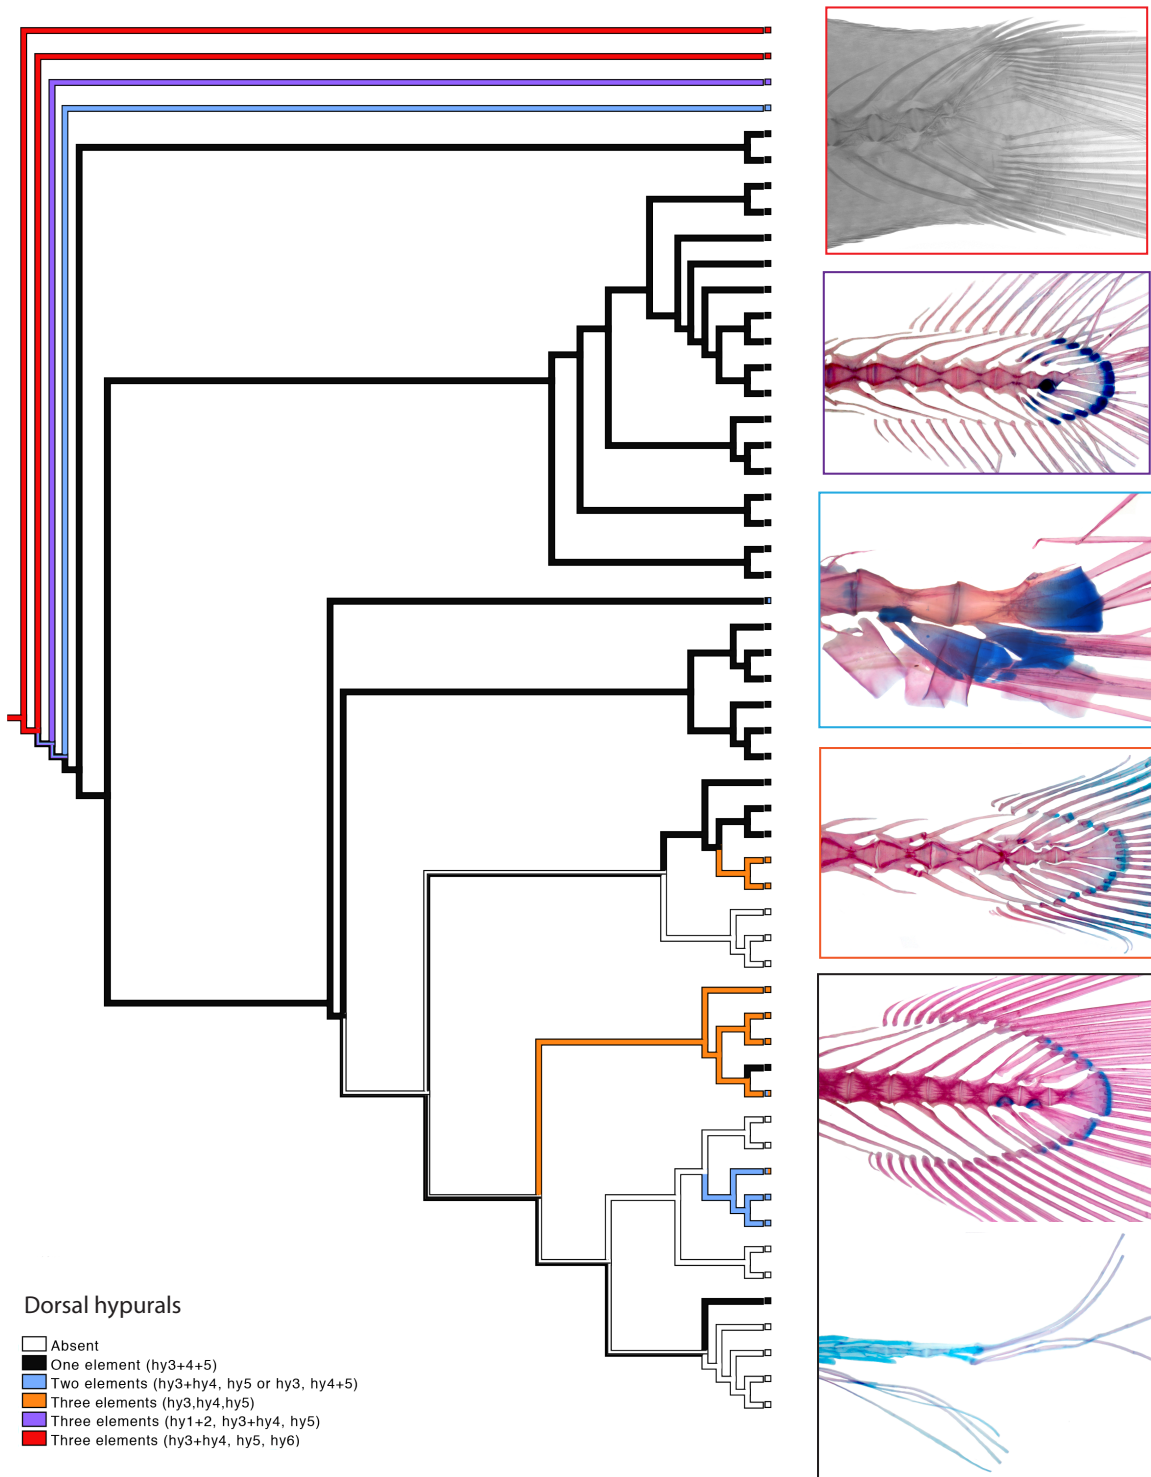 Dorsal hypurals
Absent
One element (hy3+4+5)
Two elements (hy3+hy4, hy5 or hy3, hy4+5)
Three elements (hy3,hy4,hy5)
Three elements (hy1+2, hy3+hy4, hy5)
Three elements (hy3+hy4, hy5, hy6)